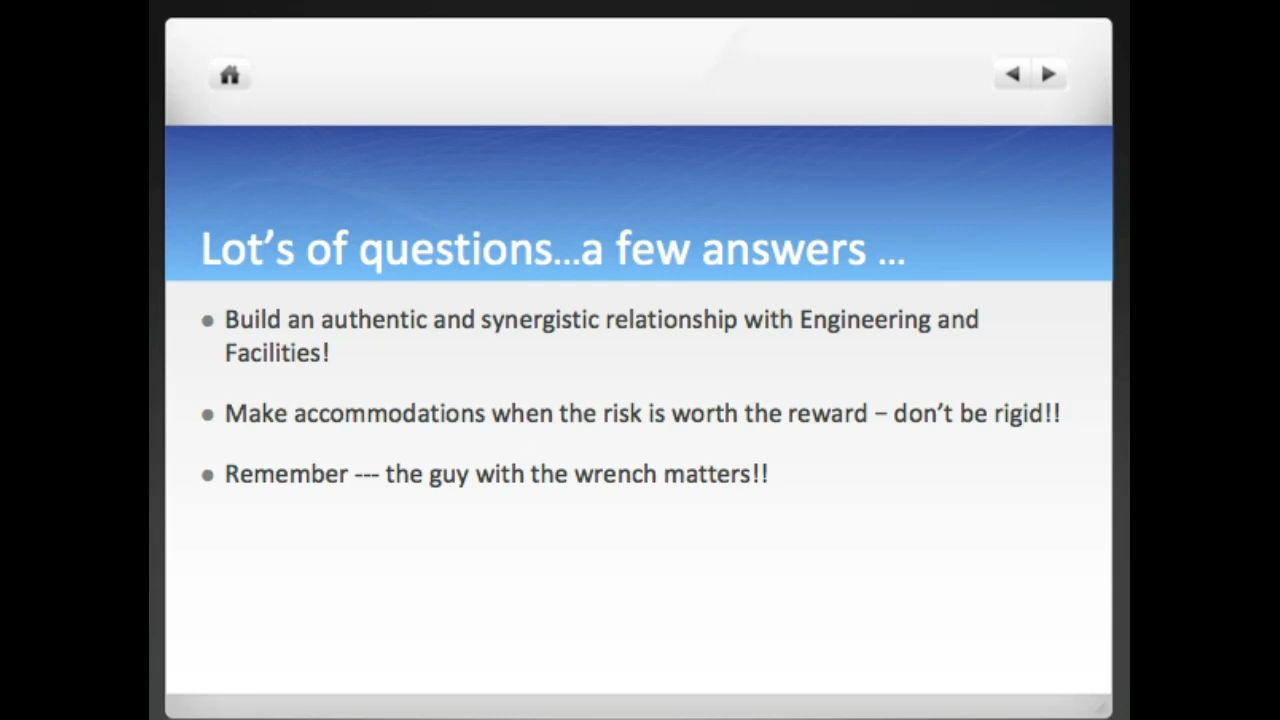 Lot’s of questions...a few answers ...
Build an authentic and synergistic relationship with Engineering and
Facilities!
Make accommodations when the risk is worth the reward – don’t be rigid!!
Remember --- the guy with the wrench matters!!